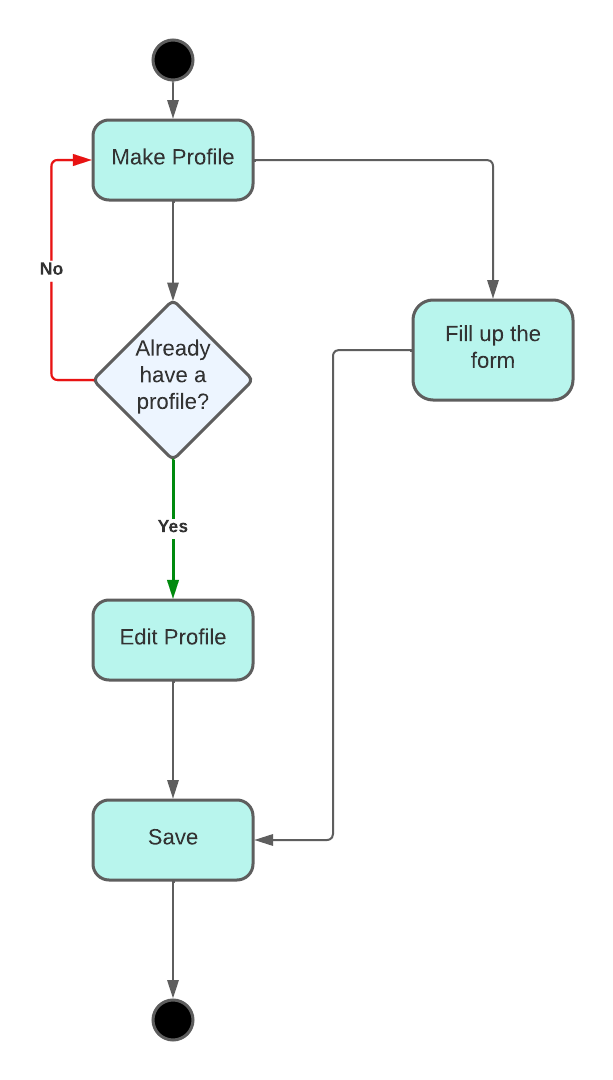 Make Profile
No
Already
have a
profile?
Fill up the
form
Yes
Edit Profile
Save